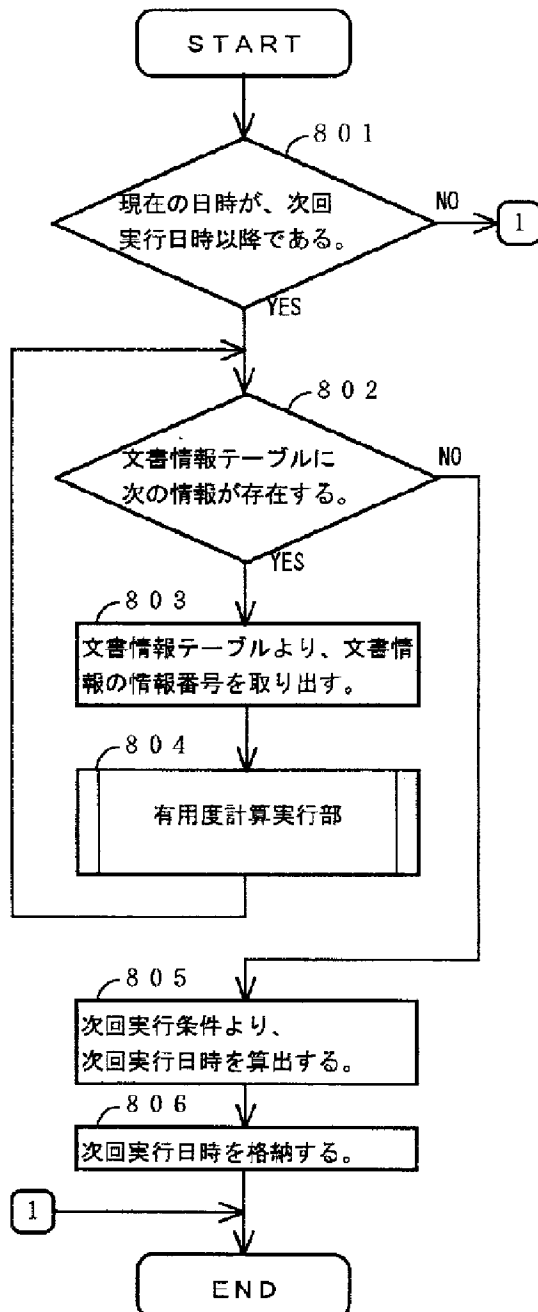 START
801
現在の日時が、次回
実行日時以降である。
NO
1
YES
802
文書情報テーブルに
次の情報が存在する。
NO
YES
803
文書情報テーブルより、文書情
報の情報番号を取り出す。
804
有用度計算実行部
805
次回実行条件より、
次回実行日時を算出する。
806
次回実行日時を格納する。
1
END